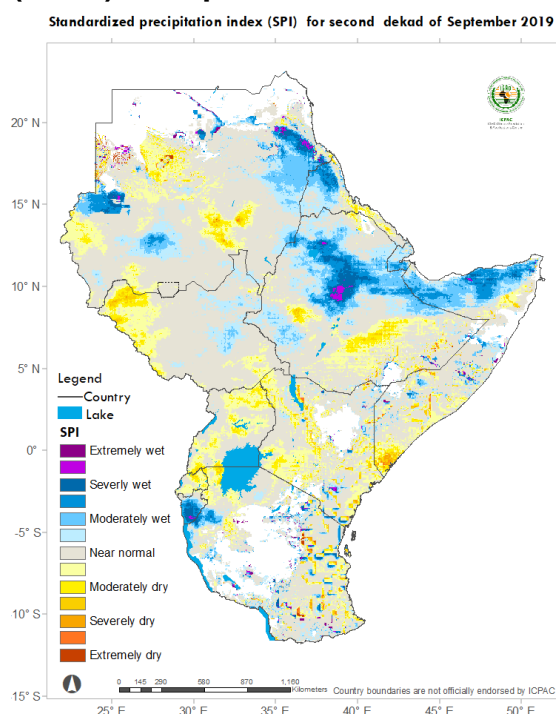 Standardized precipitation index (SPI) for second dekad of September 2019
ICPAC
20° N
15° N
10° N
5° N
0°
5° S
10° S
15° S
Legend
Country
Lake
SPI
Extremely wet
Severly wet
Moderately wet
Near normal
Moderately dry
Severely dry
Extremely dry
0 145 290 580 870 1,160
Kilometers
Country boundaries are not officially endorsed by ICPAC
25° E 30° E 35° E 40° E 45° E 50° E